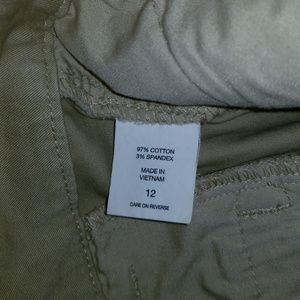 97% COTTON
3% SPANDEX
MADE IN
VIETNAM
12
CARE ON REVERSE